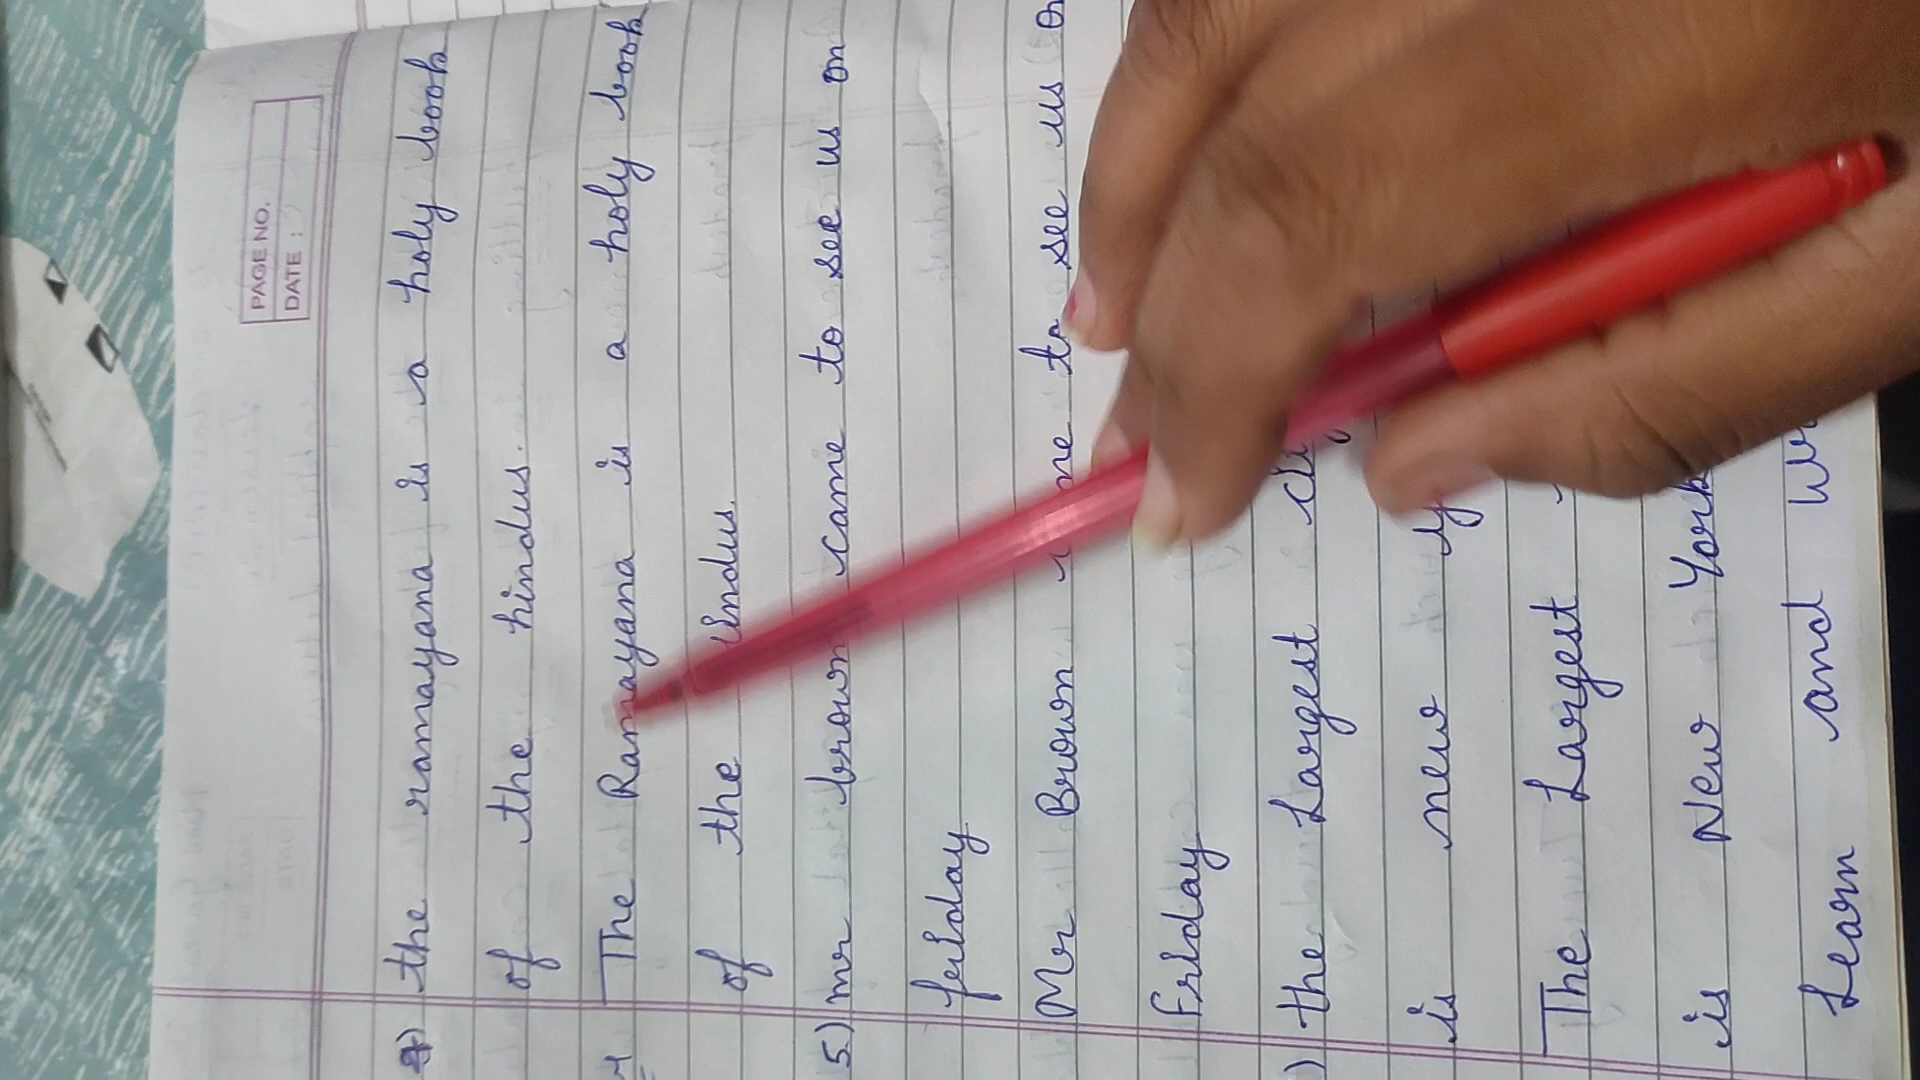 PAGE NO.
DATE :
4) the ramayana is a holy book
of the hindus.
The Ramayana is a holy book
of the
5.) mr brown came to see us on
friday
Mr Brown to see us on
Friday
) the Largest
is new
The Largest
is New York
Learn and